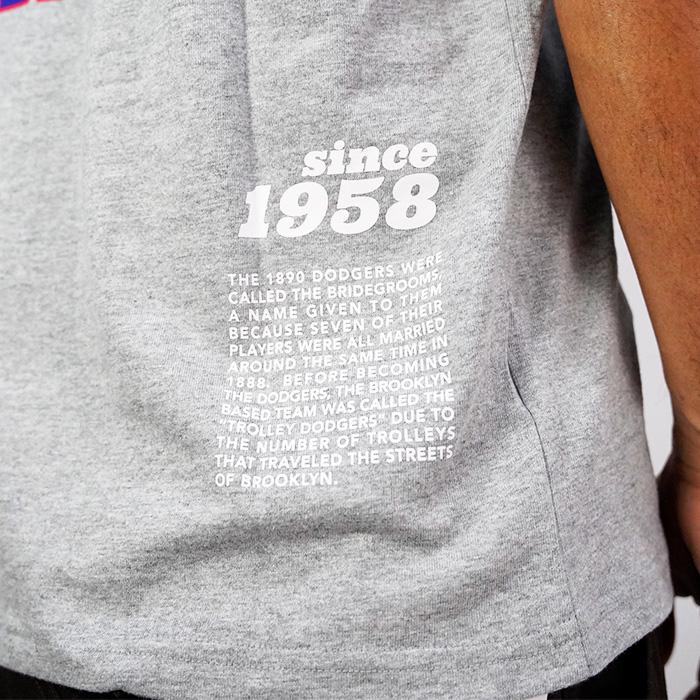 since
1958
THE 1890 DODGERS WERE
CALLED THE BRIDEGROOMS,
A NAME GIVEN TO THEM
BECAUSE SEVEN OF THEIR
PLAYERS WERE ALL MARRIED
AROUND THE SAME TIME IN
1888. BEFORE BECOMING
THE DODGERS, THE BROOKLYN
BASED TEAM WAS CALLED THE
"TROLLEY DODGERS" DUE TO
THE NUMBER OF TROLLEYS
THAT TRAVELED THE STREETS
OF BROOKLYN.